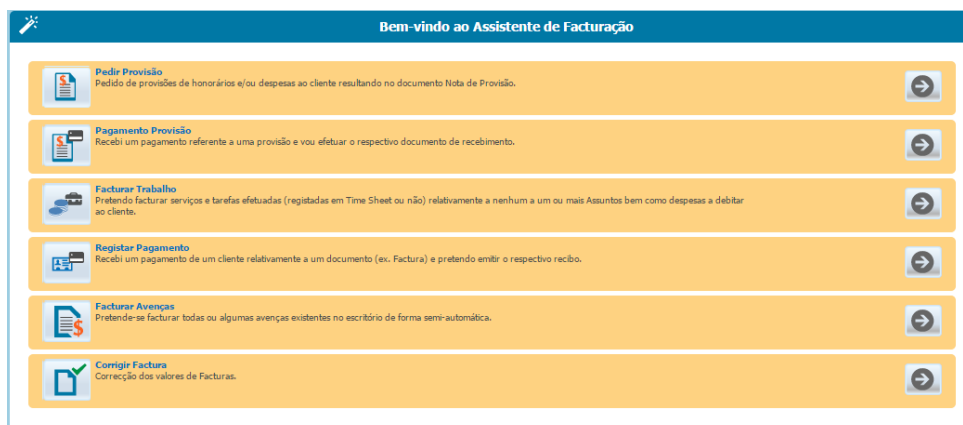 Bem-vindo ao Assistente de Facturação
Pedir Provisão
Pedido de provisões de honorários e/ou despesas ao cliente resultando no documento Nota de Provisão.
Pagamento Provisão
Recebi um pagamento referente a uma provisão e vou efetuar o respectivo documento de recebimento.
Facturar Trabalho
Pretendo facturar serviços e tarefas efetuadas (registadas em Time Sheet ou não) relativamente a nenhum a um ou mais Assuntos bem como despesas a debitar
ao cliente.
Registar Pagamento
Recebi um pagamento de um cliente relativamente a um documento (ex. Factura) e pretendo emitir o respectivo recibo.
Facturar Avenças
Pretende-se facturar todas ou algumas avenças existentes no escritório de forma semi-automática.
Corrigir Factura
Correcção dos valores de Facturas.